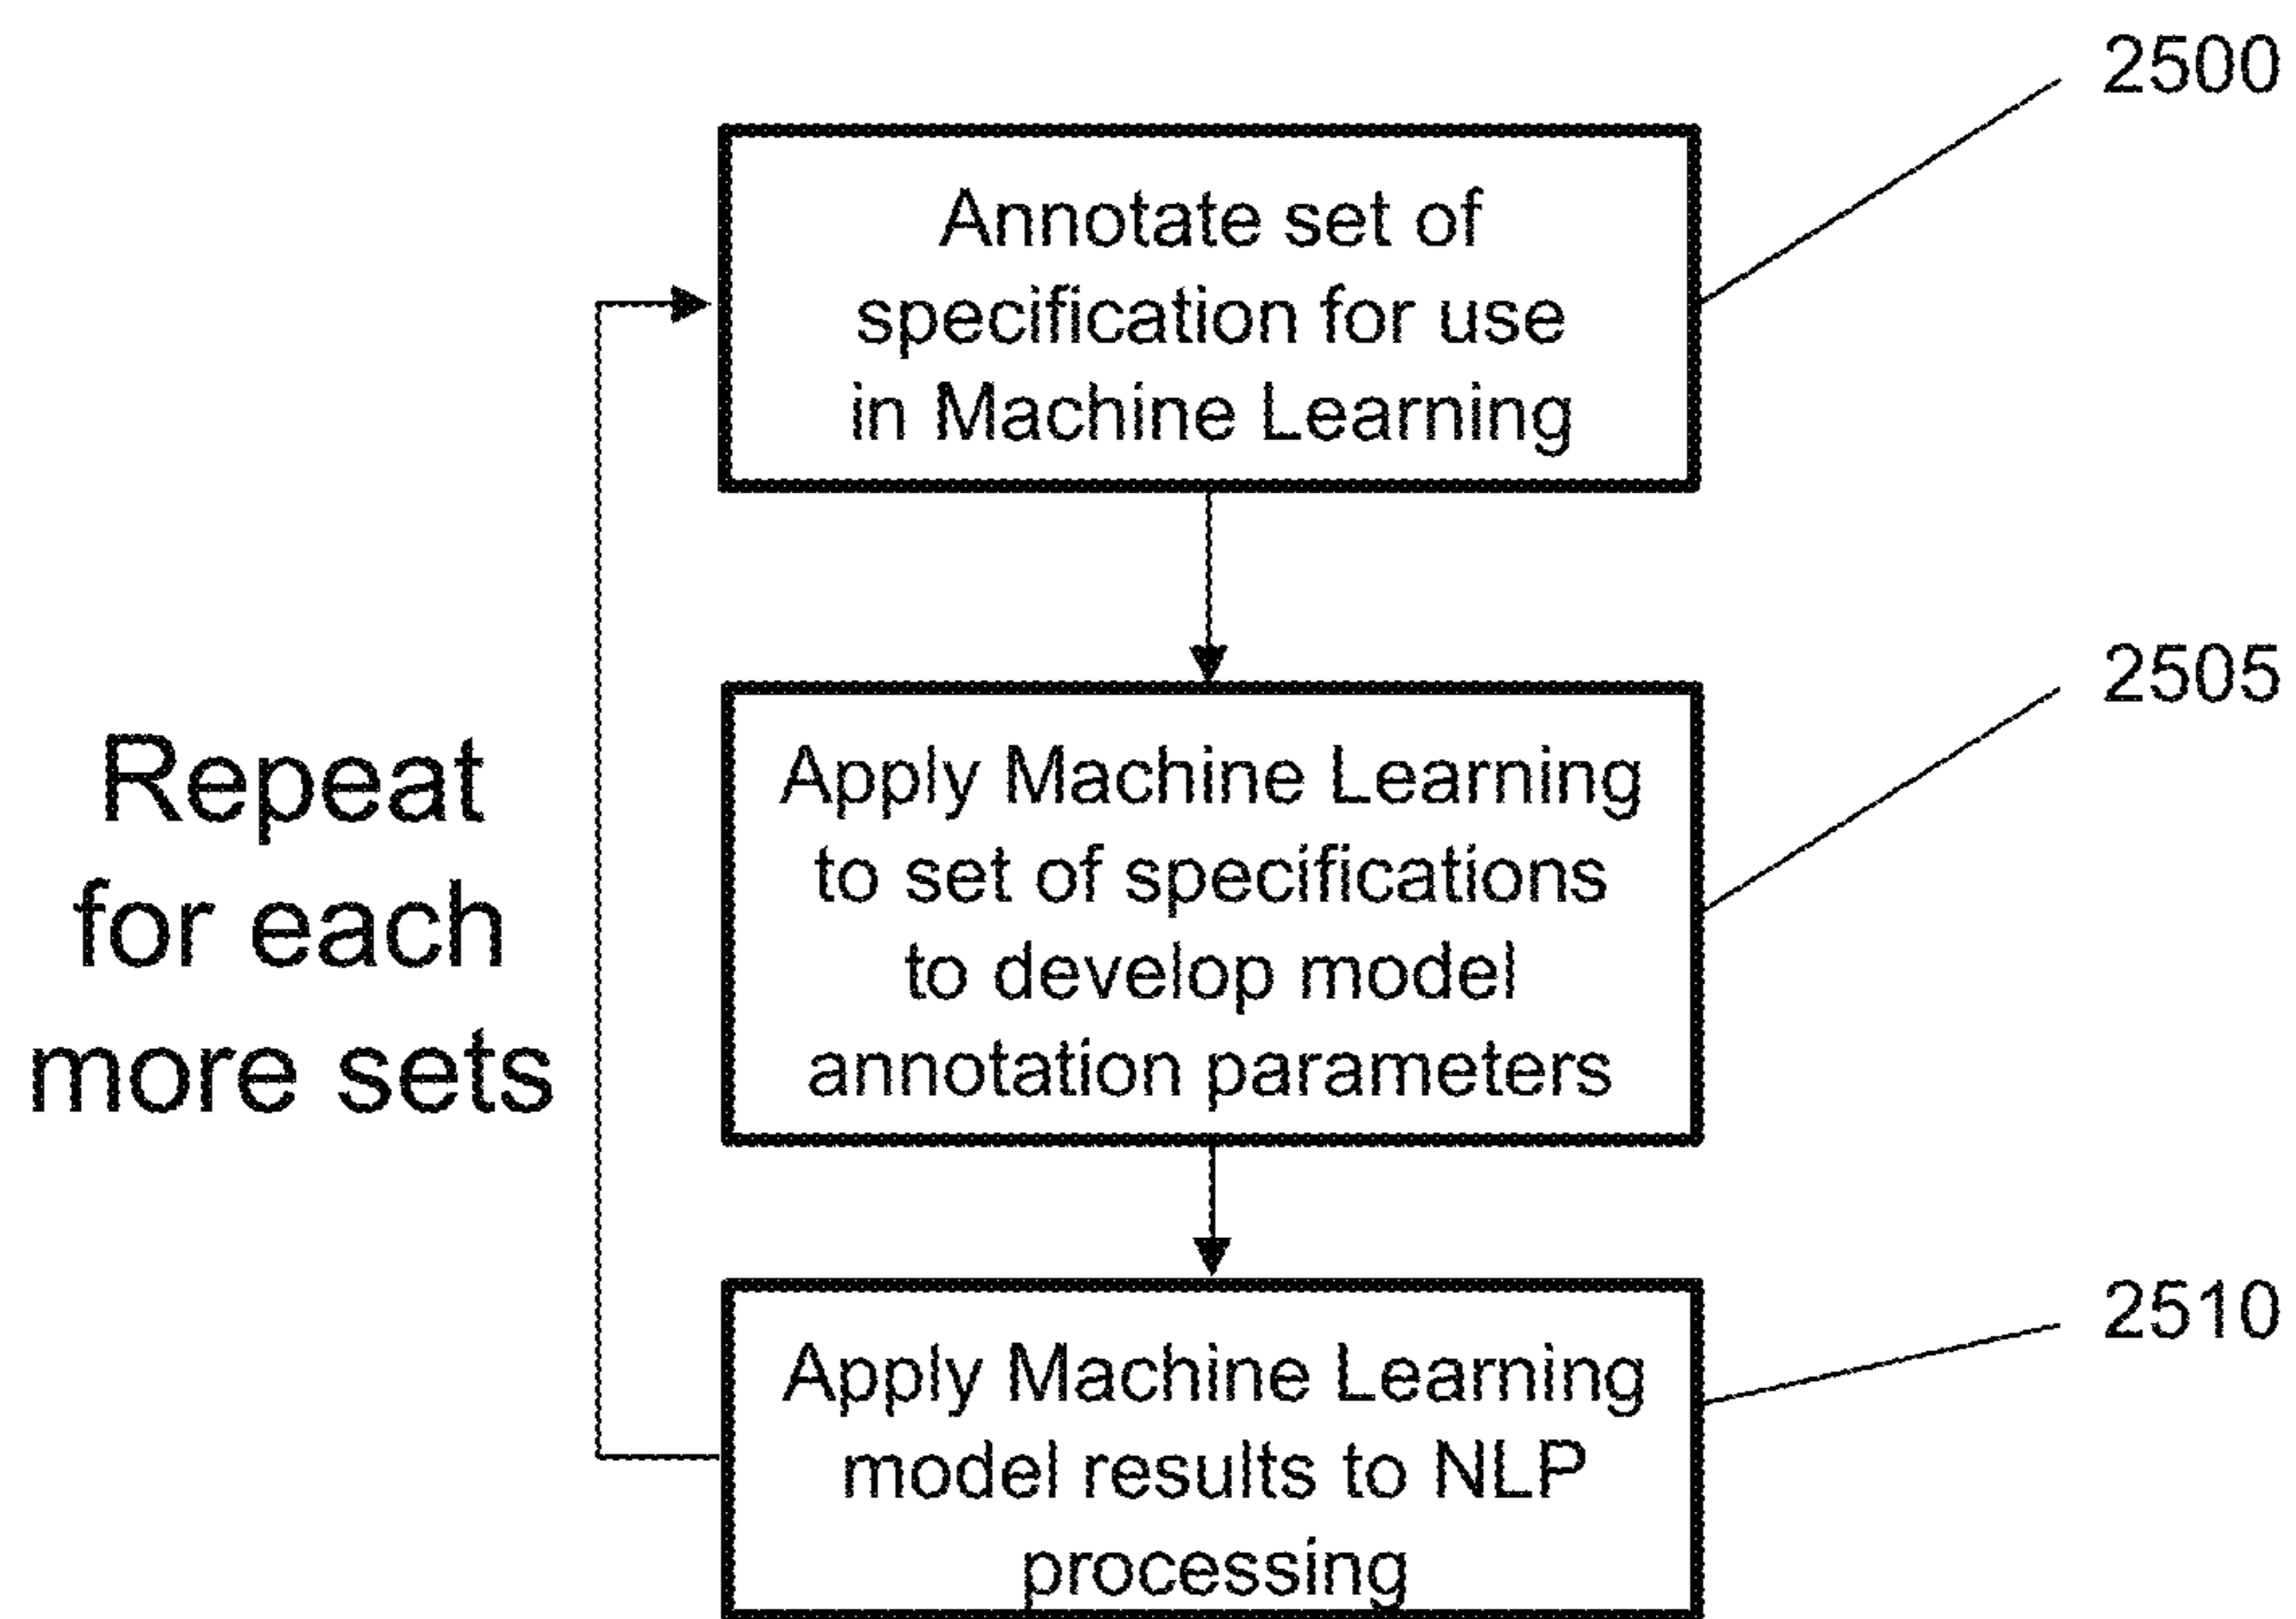 2500
Annotate set of
specification for use
in Machine Learning
2505
Repeat
for each
more sets
Apply Machine Learning
to set of specifications
to develop model
annotation parameters
2510
Apply Machine Learning
model results to NLP
processing